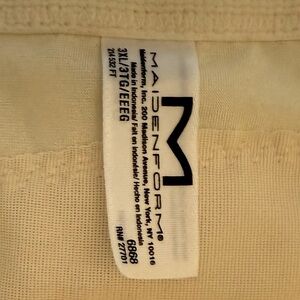 M
MAIDENFORM®
Maidenform, Inc. 200 Madison Avenue, New York, NY 10016
Made in Indonesia/ Fait en Indonésie/ Hecho en Indonesia
3XL/3TG/EEEG
6868
RN# 27701